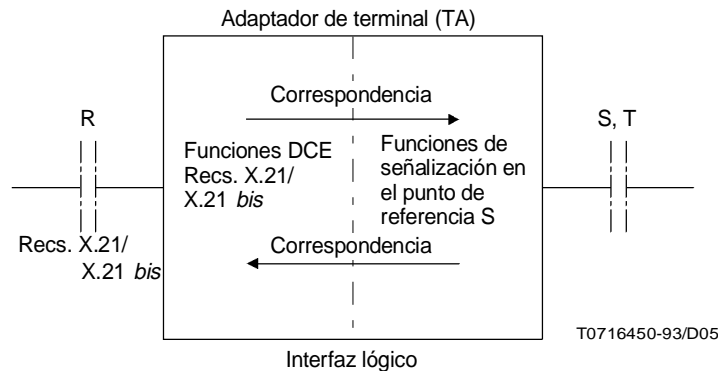 Adaptador de terminal (TA)
Correspondencia
R
S, T
Funciones DCE
Recs. X.21/
X.21 bis
Funciones de
señalización en
el punto de
referencia S
Recs. X.21/
X.21 bis
Correspondencia
T0716450-93/D05
Interfaz lógico